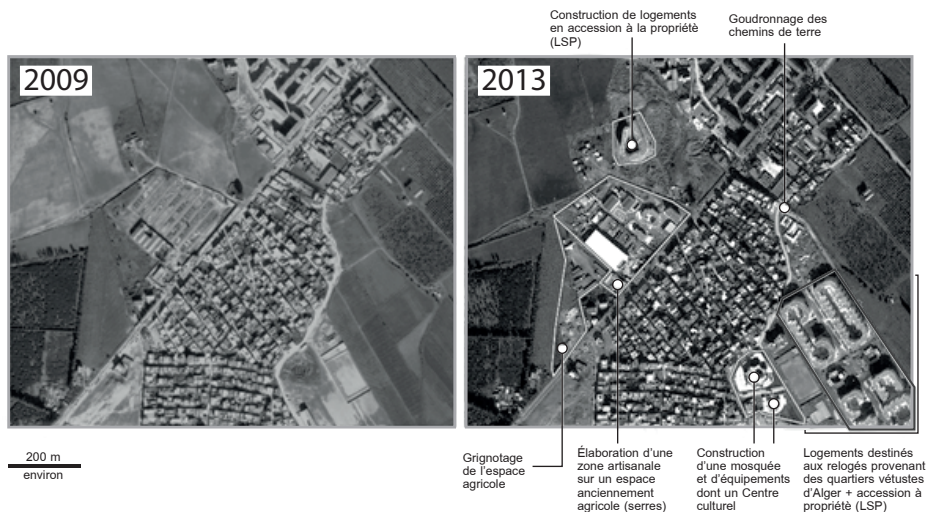 Construction de logements
en accession à la propriètè
(LSP)
Goudronnage des
chemins de terre
2009
2013
200 m
environ
Grignotage
de l'espace
agricole
Élaboration d'une
zone artisanale
sur un espace
anciennement
agricole (serres)
Construction
d'une mosquée
et d'équipements
dont un Centre
culturel
Logements destinés
aux relogés provenant
des quartiers vétustes
d'Alger + accession à
propriété (LSP)